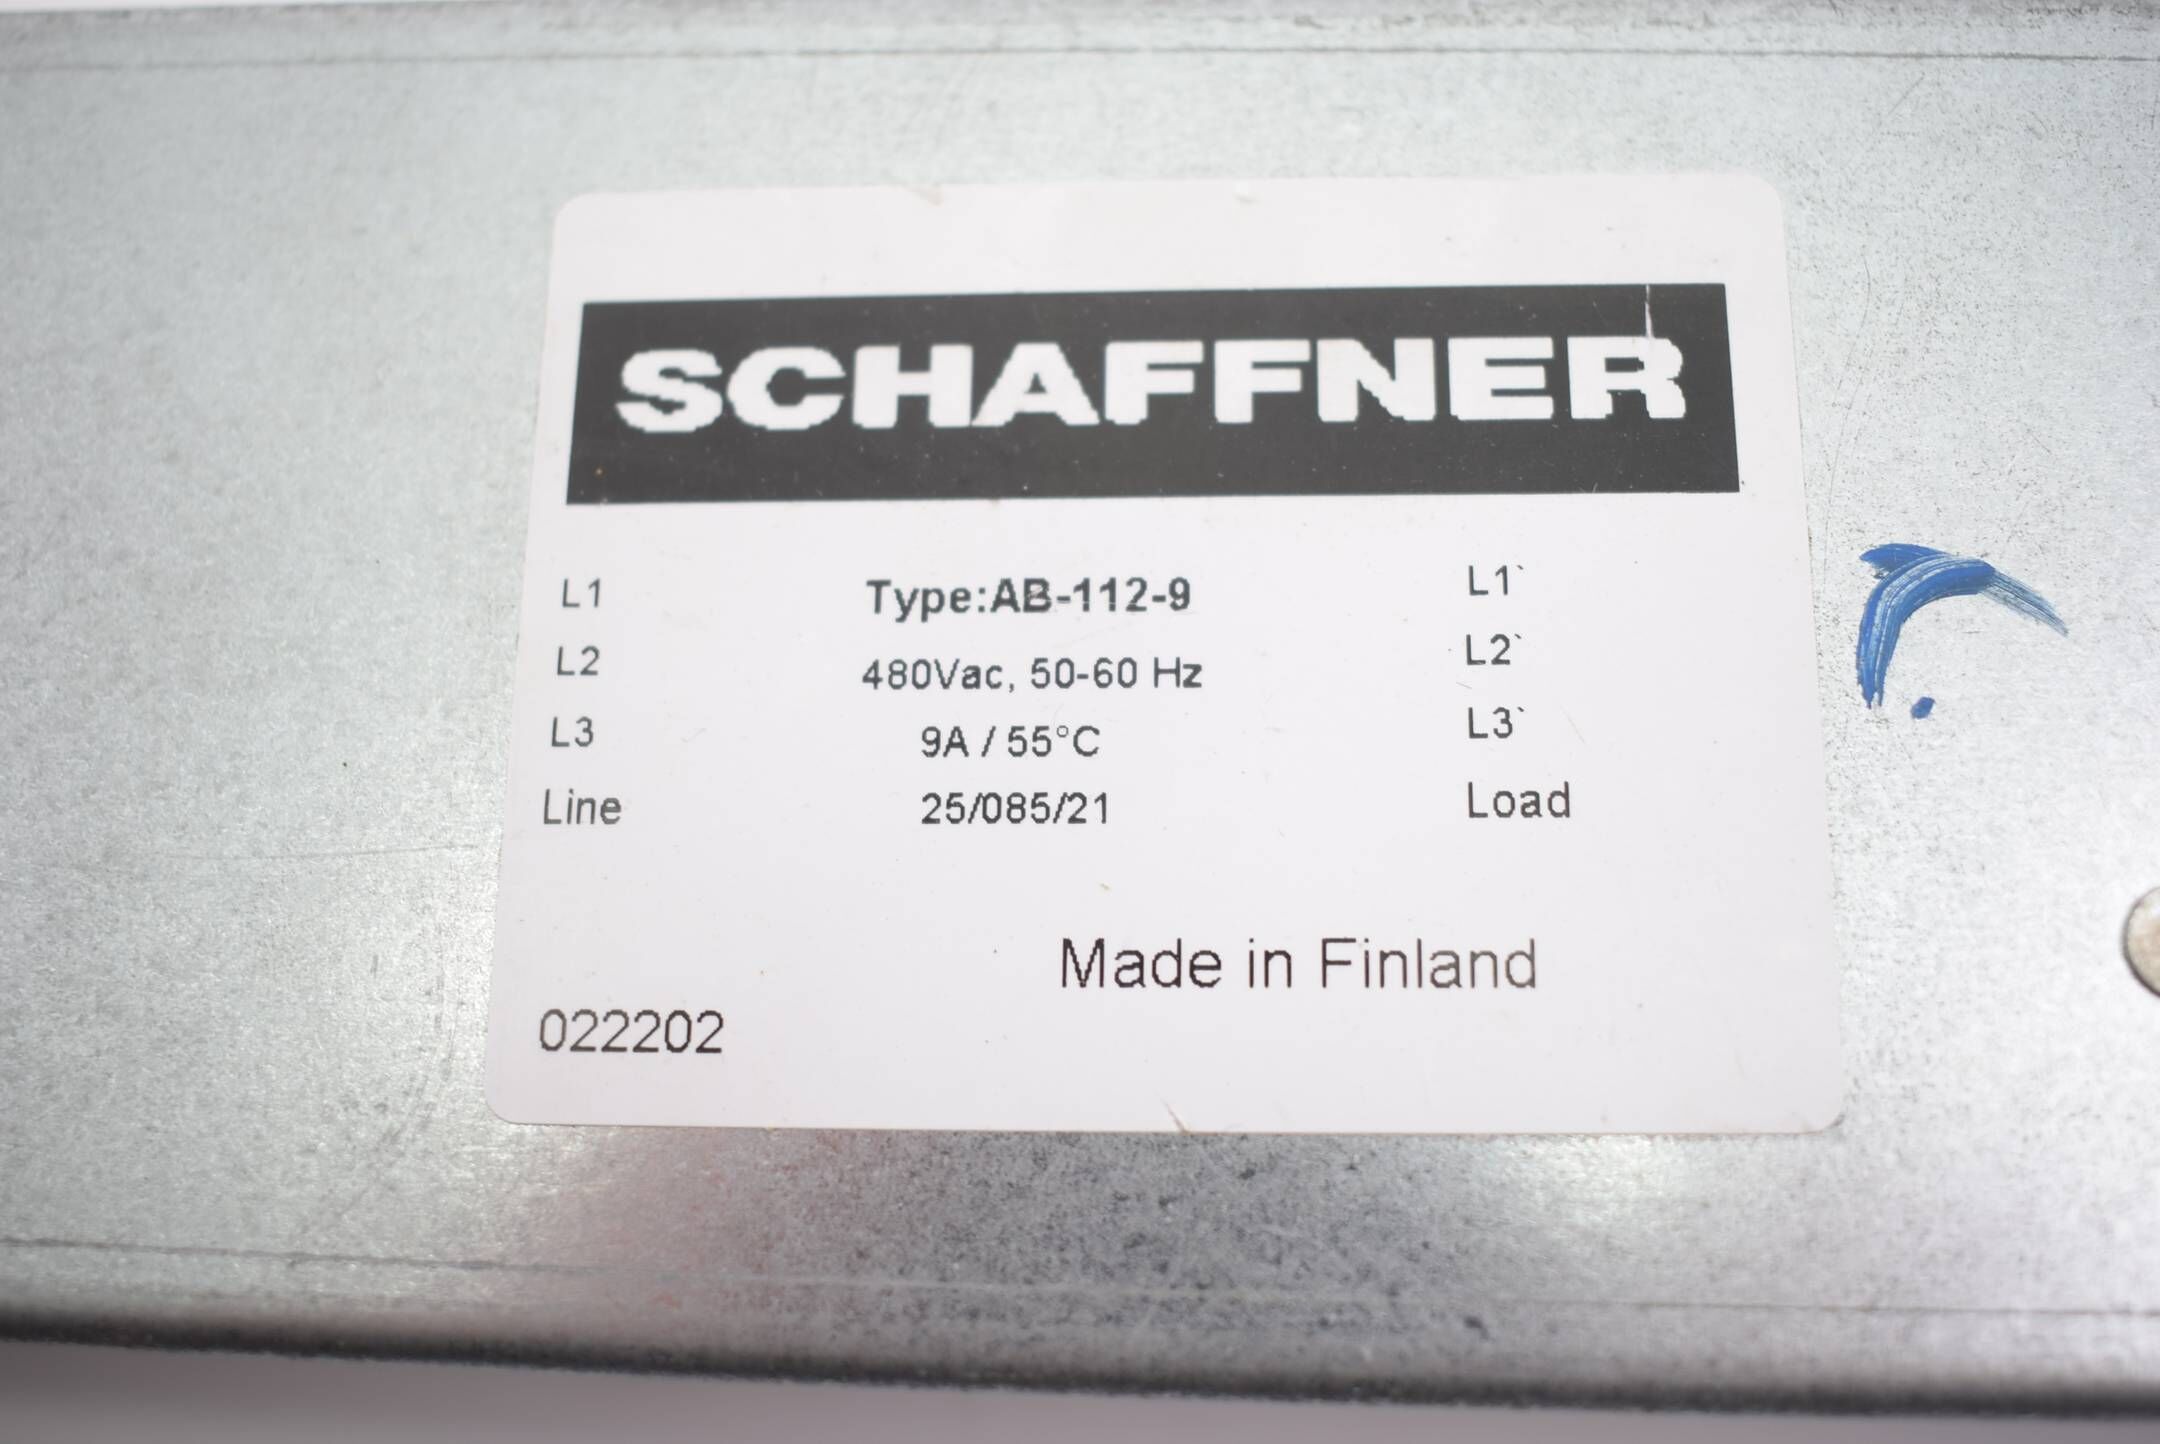 SCHAFFNER
L1 Type:AB-112-9 L1`
L2 480Vac, 50-60 Hz L2`
L3 9A / 55°C L3`
Line 25/085/21 Load
Made in Finland
022202